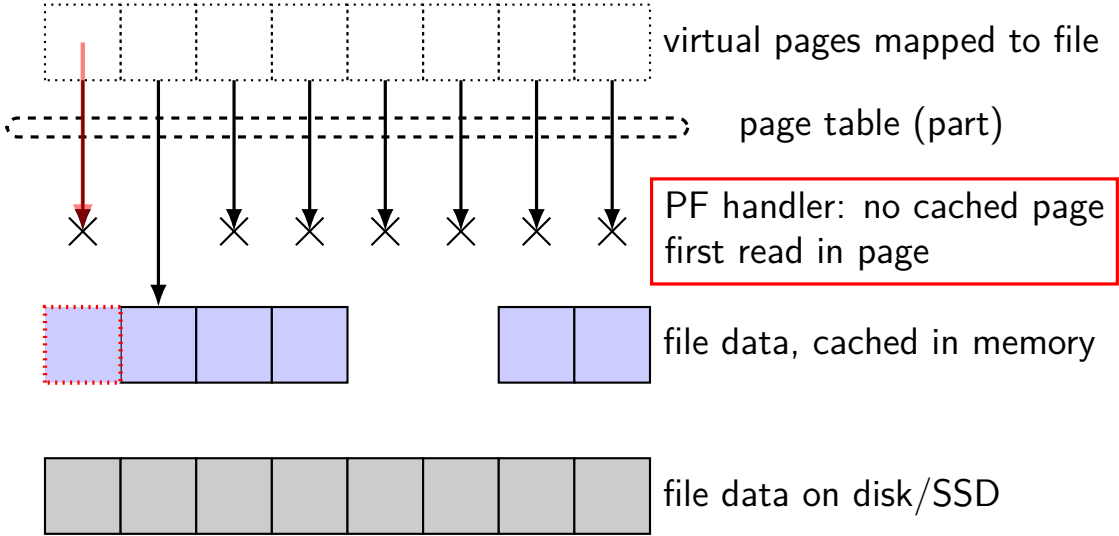 virtual pages mapped to file
page table (part)
PF handler: no cached page
first read in page
file data, cached in memory
file data on disk/SSD